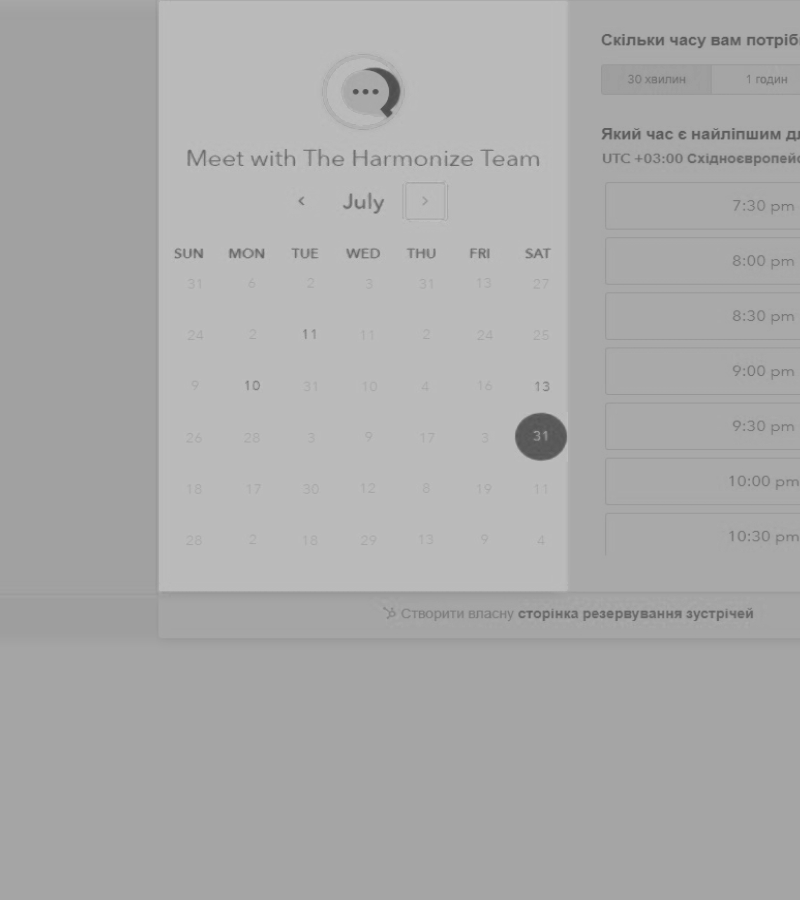 Meet with The Harmonize Team
July
SUN MON TUE WED THU FRI SAT
31 6 2 3 31 13 27
24 2 11 11 2 24 25
9 10 31 10 4 16 13
26 28 3 9 17 3 31
18 17 30 12 8 19 11
28 2 18 29 13 9 4
Скільки часу вам потріб
30 хвилин 1 годин
Який час є найліпшим д
UTC +03:00 Східноєвропейс
7:30 pm
8:00 pm
8:30 pm
9:00 pm
9:30 pm
10:00 pm
10:30 pm
Створити власну сторінка резервування зустрічей